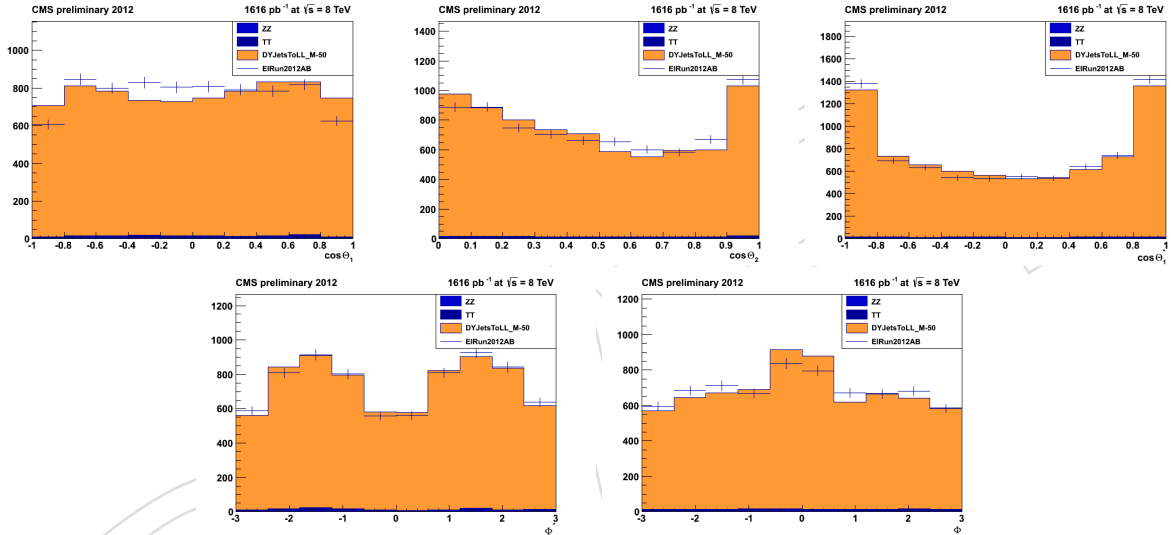 CMS preliminary 2012 1616 pb⁻¹ at √s = 8 TeV
ZZ
TT
DYJetsToLL_M-50
ElRun2012AB
1000
800
600
400
200
0
-1 -0.8 -0.6 -0.4 -0.2 0 0.2 0.4 0.6 0.8 1
cosΘ₁
CMS preliminary 2012 1616 pb⁻¹ at √s = 8 TeV
ZZ
TT
DYJetsToLL_M-50
ElRun2012AB
1400
1200
1000
800
600
400
200
0
0 0.1 0.2 0.3 0.4 0.5 0.6 0.7 0.8 0.9 1
cosΘ₂
CMS preliminary 2012 1616 pb⁻¹ at √s = 8 TeV
ZZ
TT
DYJetsToLL_M-50
ElRun2012AB
1800
1600
1400
1200
1000
800
600
400
200
0
-1 -0.8 -0.6 -0.4 -0.2 0 0.2 0.4 0.6 0.8 1
cosΘ₁*
CMS preliminary 2012 1616 pb⁻¹ at √s = 8 TeV
ZZ
TT
DYJetsToLL_M-50
ElRun2012AB
1200
1000
800
600
400
200
0
-3 -2 -1 0 1 2 3
CMS preliminary 2012 1616 pb⁻¹ at √s = 8 TeV
ZZ
TT
DYJetsToLL_M-50
ElRun2012AB
1200
1000
800
600
400
200
0
-3 -2 -1 0 1 2 3